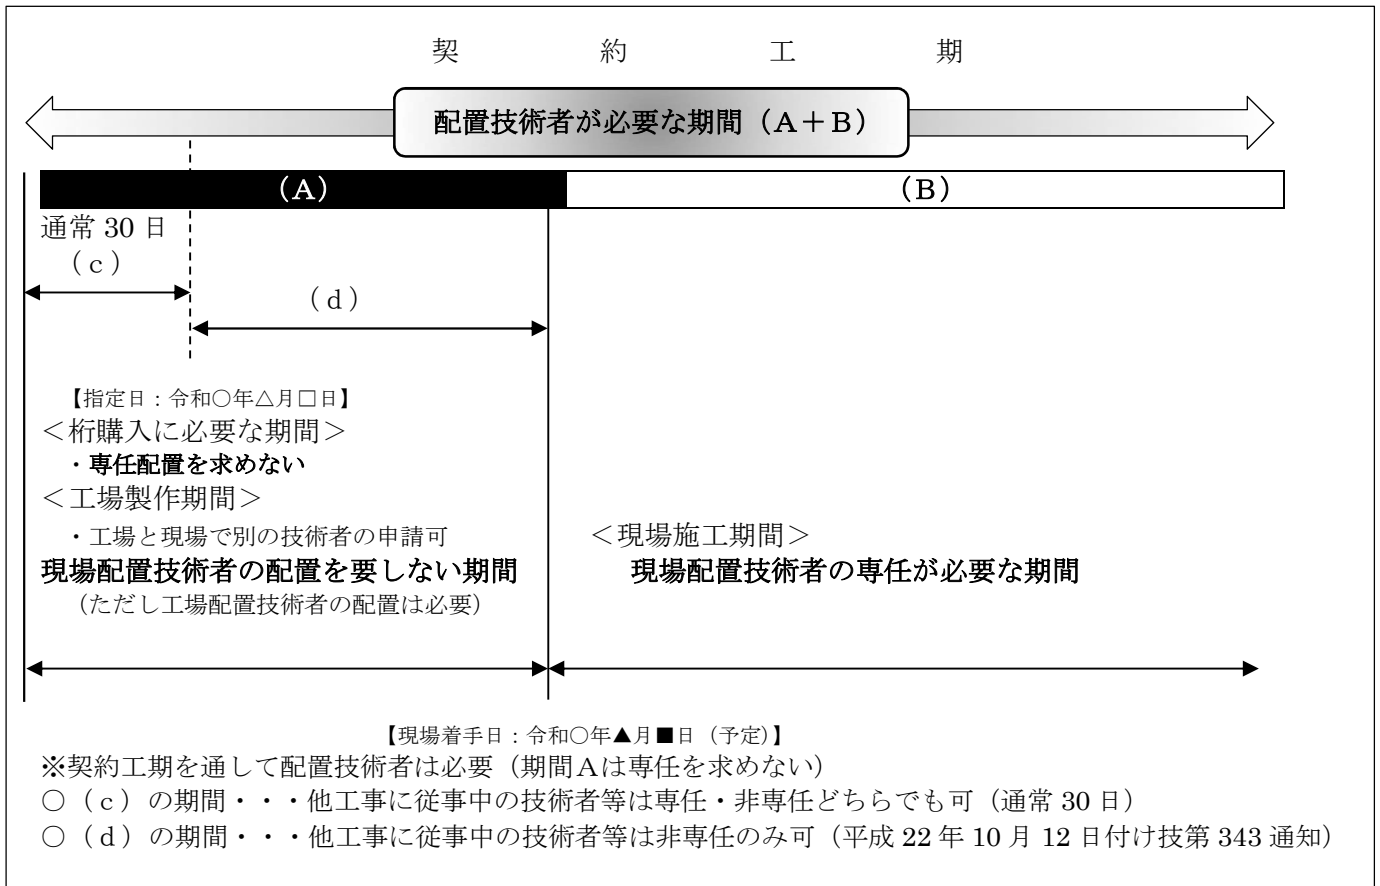 契約工期
配置技術者が必要な期間（Ａ＋Ｂ）
（A）
（B）
通常 30 日
（ｃ）
（ｄ）
【指定日：令和○年△月□日】
＜桁購入に必要な期間＞
・専任配置を求めない
＜工場製作期間＞
・工場と現場で別の技術者の申請可
現場配置技術者の配置を要しない期間
（ただし工場配置技術者の配置は必要）
＜現場施工期間＞
現場配置技術者の専任が必要な期間
【現場着手日：令和○年▲月■日（予定）】
※契約工期を通して配置技術者は必要（期間Ａは専任を求めない）
○（ｃ）の期間・・・他工事に従事中の技術者等は専任・非専任どちらでも可（通常 30 日）
○（ｄ）の期間・・・他工事に従事中の技術者等は非専任のみ可（平成 22 年 10 月 12 日付け技第 343 通知）